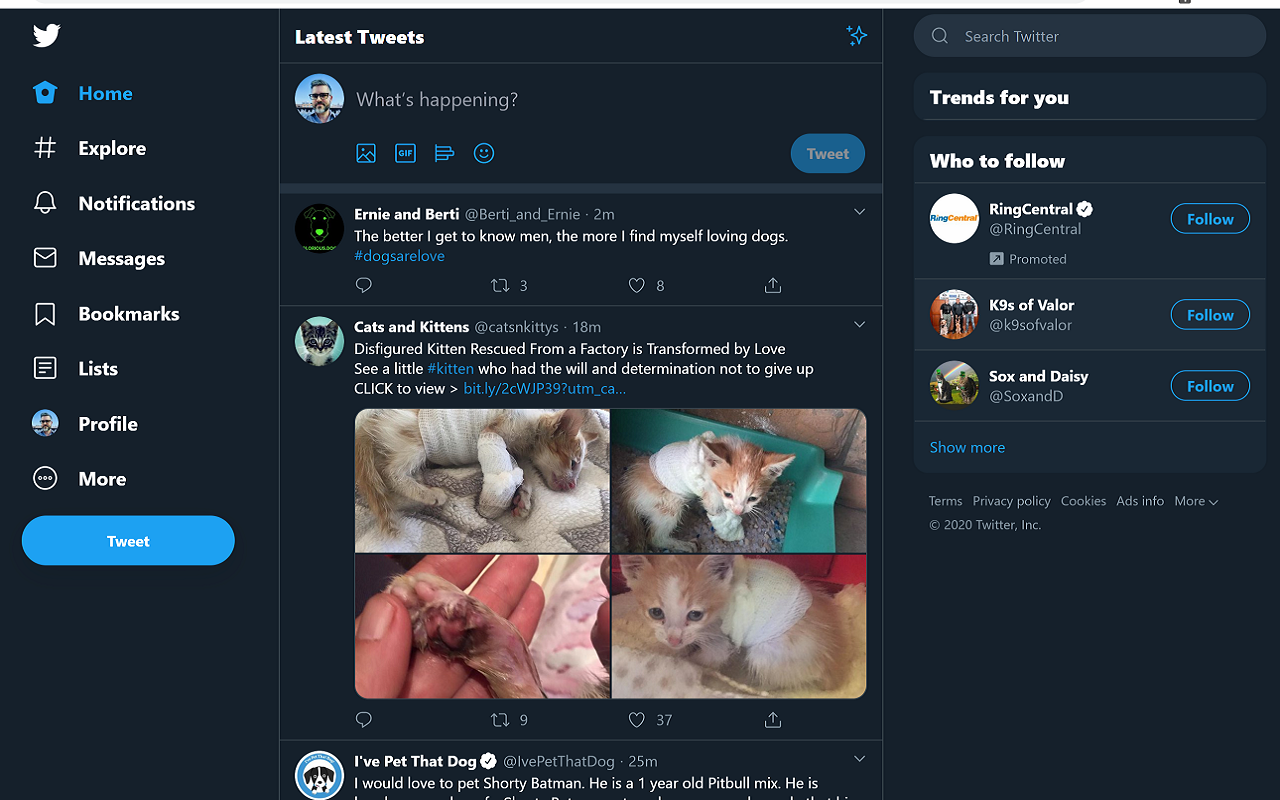 Home
Explore
Notifications
Messages
Bookmarks
Lists
Profile
More
Tweet
Latest Tweets
What's happening?
GIF
Tweet
Ernie and Berti @Berti_and_Ernie · 2m
The better I get to know men, the more I find myself loving dogs.
#dogsarelove
3 8
Cats and Kittens @catsnkittys · 18m
Disfigured Kitten Rescued From a Factory is Transformed by Love
See a little #kitten who had the will and determination not to give up
CLICK to view > bit.ly/2cWJP39?utm_ca...
9 37
I've Pet That Dog @IvePetThatDog · 25m
I would love to pet Shorty Batman. He is a 1 year old Pitbull mix. He is
Search Twitter
Trends for you
Who to follow
RingCentral
RingCentral
@RingCentral
Follow
Promoted
K9s of Valor
@k9sofvalor
Follow
Sox and Daisy
@SoxandD
Follow
Show more
Terms Privacy policy Cookies Ads info More
© 2020 Twitter, Inc.